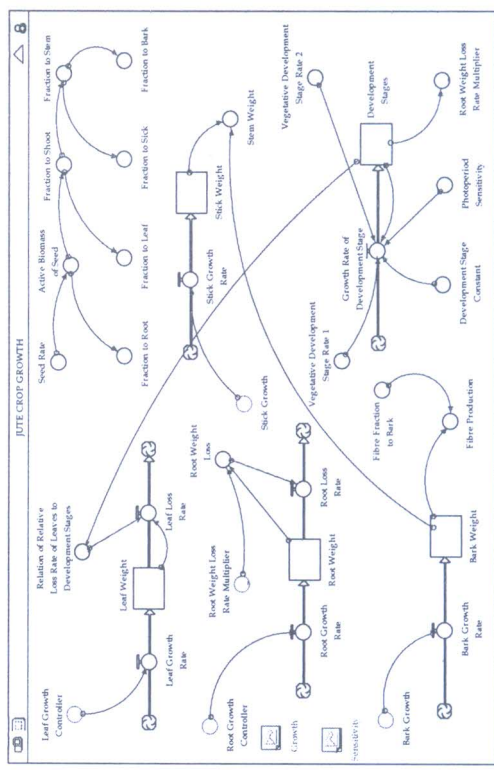 JUTE CROP GROWTH
Leaf Growth
Controller
Leaf Growth
Rate
Leaf Weight
Relation of Relative
Loss Rate of Leaves to
Development Stages
Leaf Loss
Rate
Seed Rate
Active Biomass
of Seed
Fraction to Shoot
Fraction to Stem
Fraction to Root
Fraction to Leaf
Fraction to Sick
Fraction to Bark
Root Growth
Controller
Root Growth
Rate
Root Weight Loss
Rate Multiplier
Root Weight
Root Weight
Loss
Root Loss
Rate
Stick Growth
Stick Growth
Rate
Stick Weight
Stem Weight
Growth
Sensitivity
Bark Growth
Bark Growth
Rate
Bark Weight
Fibre Fraction
to Bark
Fibre Production
Vegetative Development
Stage Rate 1
Growth Rate of
Development Stage
Vegetative Development
Stage Rate 2
Development
Stages
Development Stage
Constant
Photoperiod
Sensitivity
Root Weight Loss
Rate Multiplier